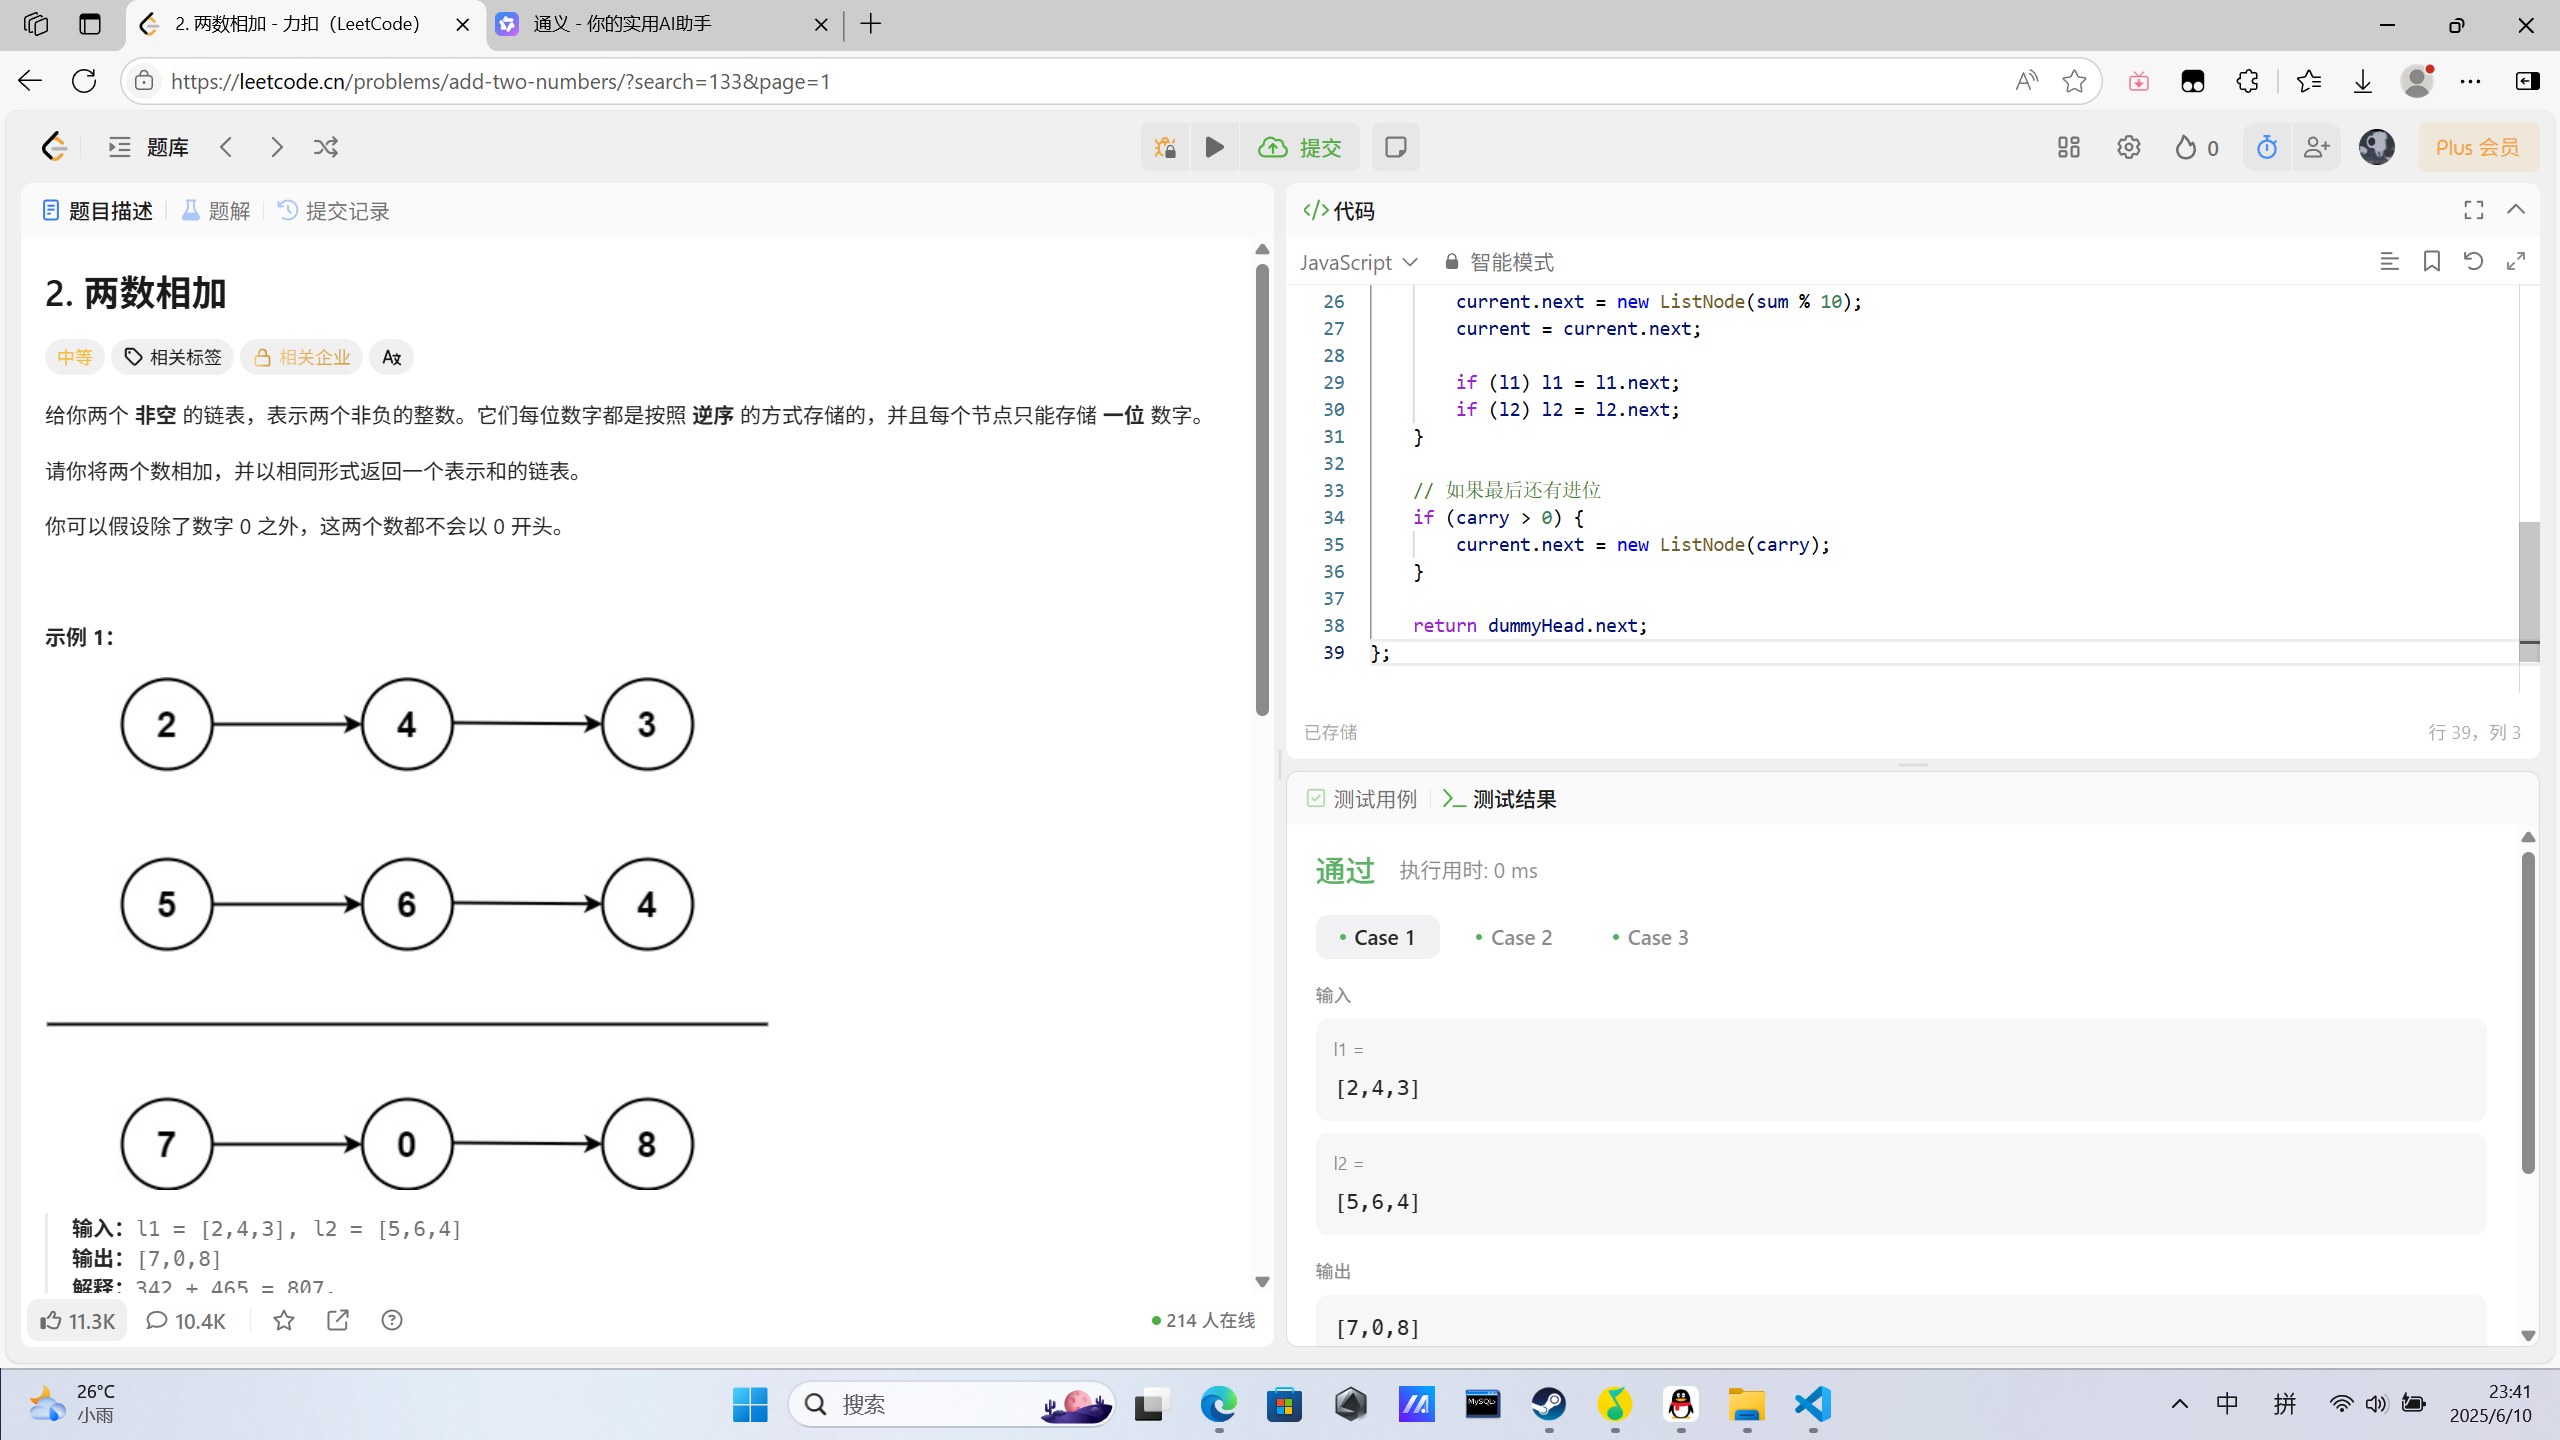 2. 两数相加 - 力扣（LeetCode）
通义 - 你的实用AI助手
https://leetcode.cn/problems/add-two-numbers/?search=133&page=1
题库
提交
0
Plus 会员
题目描述
题解
提交记录
2. 两数相加
中等
相关标签
相关企业
给你两个 非空 的链表，表示两个非负的整数。它们每位数字都是按照 逆序 的方式存储的，并且每个节点只能存储 一位 数字。
请你将两个数相加，并以相同形式返回一个表示和的链表。
你可以假设除了数字 0 之外，这两个数都不会以 0 开头。
示例 1：
2 4 3
5 6 4
7 0 8
输入：l1 = [2,4,3], l2 = [5,6,4]
输出：[7,0,8]
解释：342 + 465 = 807.
11.3K
10.4K
214 人在线
代码
JavaScript
智能模式
26 current.next = new ListNode(sum % 10);
27 current = current.next;
28
29 if (l1) l1 = l1.next;
30 if (l2) l2 = l2.next;
31 }
32
33 // 如果最后还有进位
34 if (carry > 0) {
35 current.next = new ListNode(carry);
36 }
37
38 return dummyHead.next;
39 };
已存储
行 39，列 3
测试用例
测试结果
通过
执行用时: 0 ms
Case 1
Case 2
Case 3
输入
l1 =
[2,4,3]
l2 =
[5,6,4]
输出
[7,0,8]
26°C
小雨
搜索
MySQL
中
拼
23:41
2025/6/10